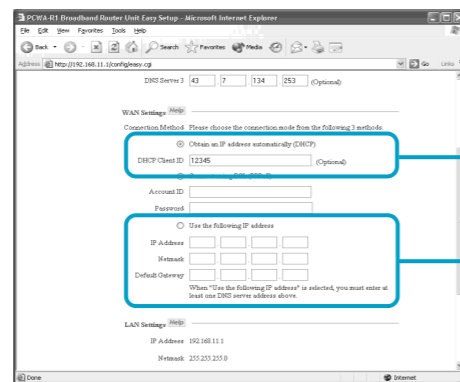 PCWA-R1 Broadband Router Unit Easy Setup - Microsoft Internet Explorer
File Edit View Favorites Tools Help
Back Search Favorites Media
Address http://192.168.11.1/config/easy.cgi Go Links
DNS Server 3 43 7 134 253 (Optional)
WAN Settings Help
Connection Method Please choose the connection mode from the following 3 methods.
Obtain an IP address automatically (DHCP)
DHCP Client ID 12345 (Optional)
Account ID
Password
Use the following IP address
IP Address
Netmask
Default Gateway
When "Use the following IP address" is selected, you must enter at
least one DNS server address above.
LAN Settings Help
IP Address 192.168.11.1
Netmask 255.255.255.0
Done Internet